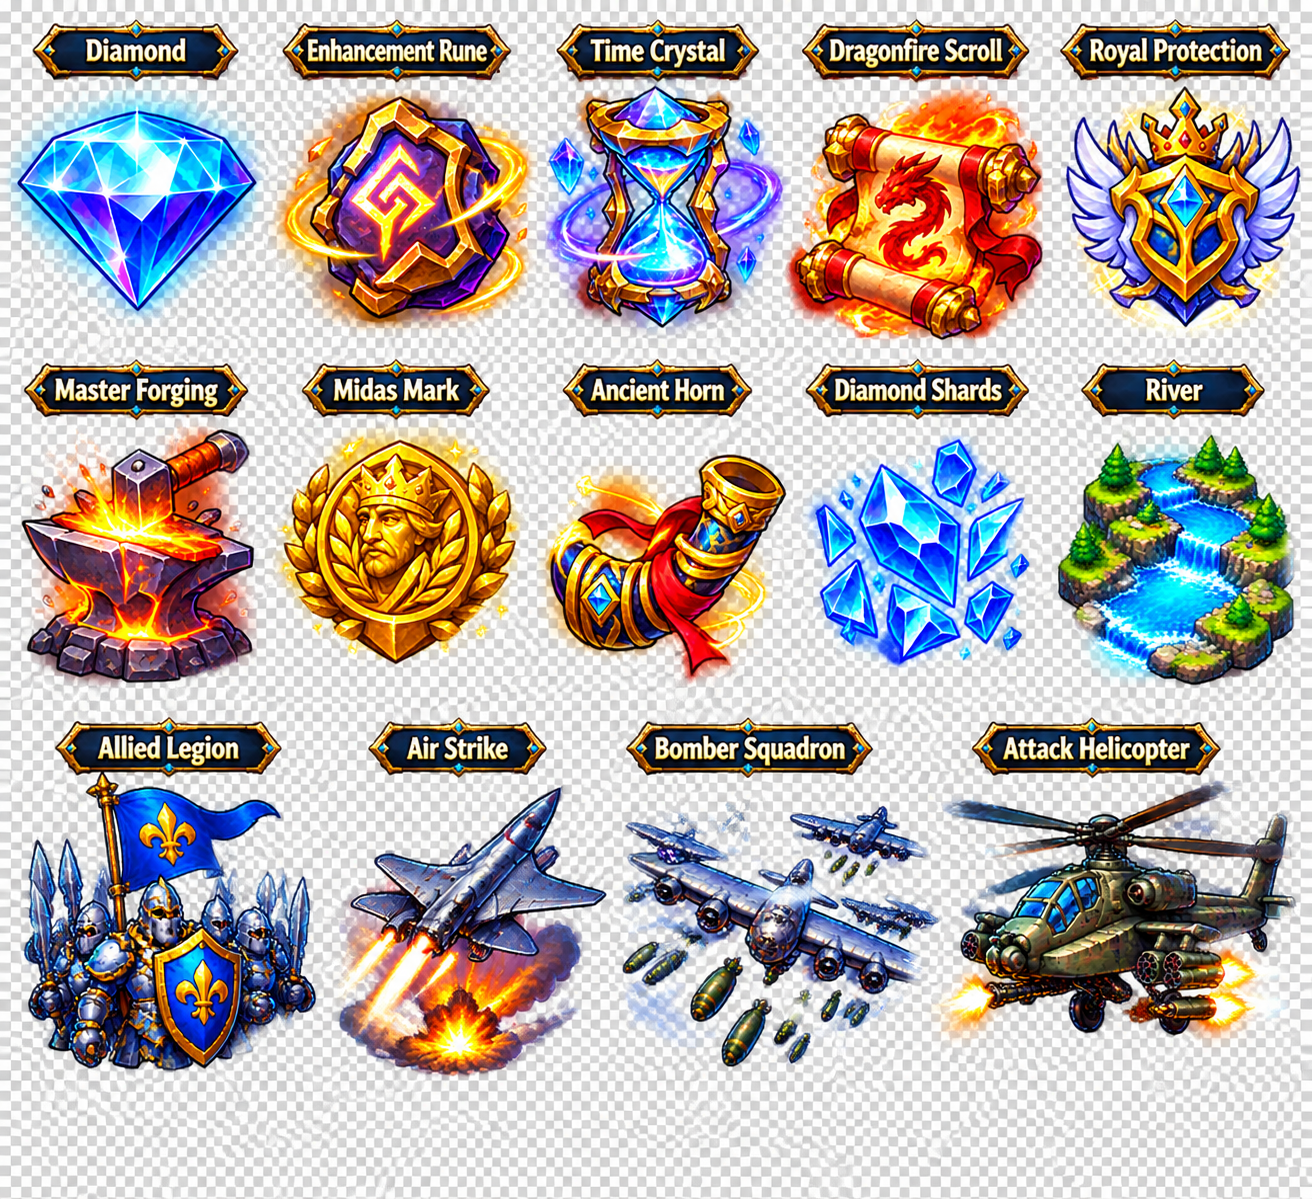 Diamond
Enhancement Rune
Time Crystal
Dragonfire Scroll
Royal Protection
Master Forging
Midas Mark
Ancient Horn
Diamond Shards
River
Allied Legion
Air Strike
Bomber Squadron
Attack Helicopter